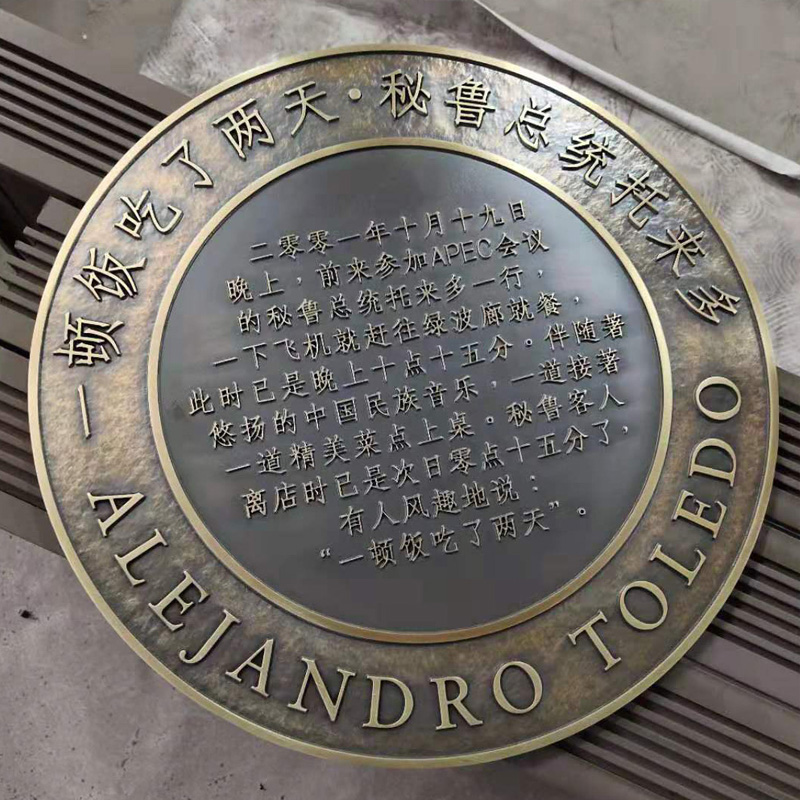 一顿饭吃了两天·秘鲁总统托来多
二零零一年十月十九日
晚上，前来参加APEC会议
的秘鲁总统托来多一行，
一下飞机就赶往绿波廊就餐，
此时已是晚上十点十五分。伴随著
悠扬的中国民族音乐，一道接著
一道精美菜点上桌。秘鲁客人
离店时已是次日零点十五分了，
有人风趣地说：
“一顿饭吃了两天”。
ALEJANDRO TOLEDO